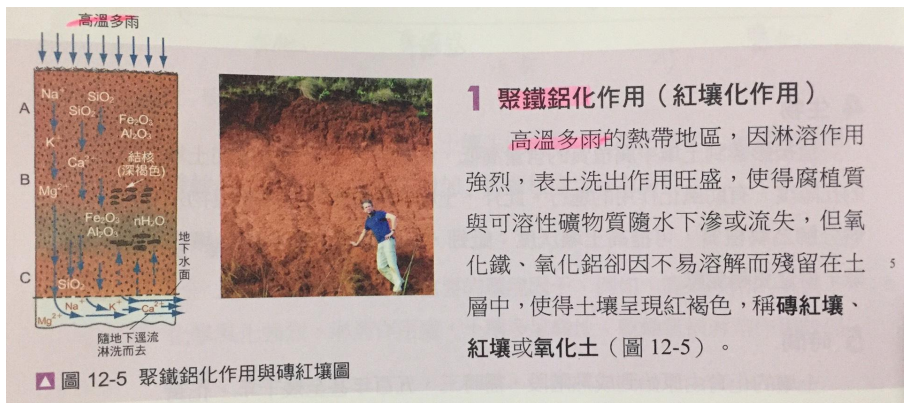 高溫多雨
A
B
C
Na⁺
SiO₂
SiO₂
Fe₂O₃
Al₂O₃
K⁺
Ca²⁺
結核
(深褐色)
Mg²⁺
Fe₂O₃
Al₂O₃
nH₂O
地下水面
SiO₂
Na⁺
K⁺
Ca²⁺
Mg²⁺
隨地下逕流
淋洗而去
圖 12-5 聚鐵鋁化作用與磚紅壤圖
1 聚鐵鋁化作用（紅壤化作用）
高溫多雨的熱帶地區，因淋溶作用
強烈，表土洗出作用旺盛，使得腐植質
與可溶性礦物質隨水下滲或流失，但氧
化鐵、氧化鋁卻因不易溶解而殘留在土
層中，使得土壤呈現紅褐色，稱磚紅壤、
紅壤或氧化土（圖 12-5）。
5